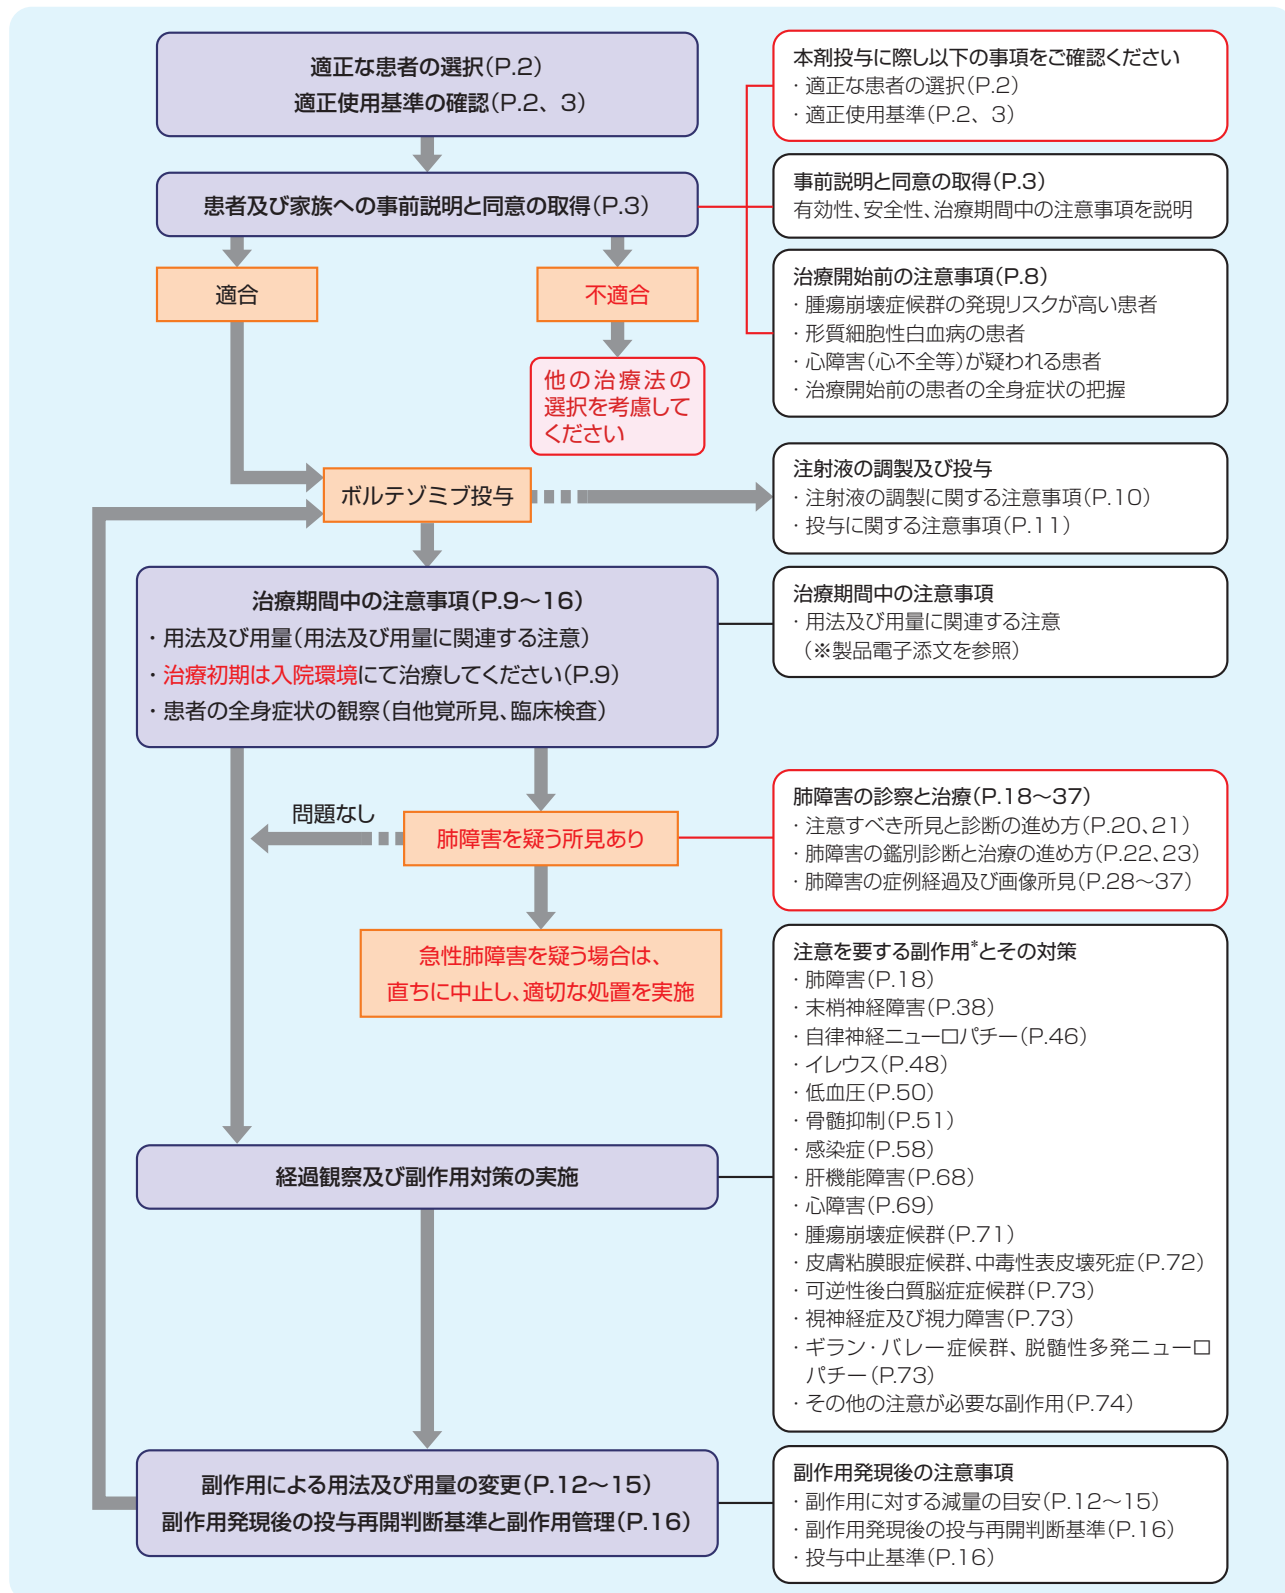 適正な患者の選択(P.2)
適正使用基準の確認(P.2、3)
本剤投与に際し以下の事項をご確認ください
・適正な患者の選択(P.2)
・適正使用基準(P.2、3)
患者及び家族への事前説明と同意の取得(P.3)
事前説明と同意の取得(P.3)
有効性、安全性、治療期間中の注意事項を説明
適合
不適合
治療開始前の注意事項(P.8)
・腫瘍崩壊症候群の発現リスクが高い患者
・形質細胞性白血病の患者
・心障害(心不全等)が疑われる患者
・治療開始前の患者の全身症状の把握
他の治療法の
選択を考慮して
ください
ボルテゾミブ投与
注射液の調製及び投与
・注射液の調製に関する注意事項(P.10)
・投与に関する注意事項(P.11)
治療期間中の注意事項(P.9〜16)
・用法及び用量(用法及び用量に関連する注意)
・治療初期は入院環境にて治療してください(P.9)
・患者の全身症状の観察(自他覚所見、臨床検査)
治療期間中の注意事項
・用法及び用量に関連する注意
(※製品電子添文を参照)
問題なし
肺障害を疑う所見あり
肺障害の診察と治療(P.18〜37)
・注意すべき所見と診断の進め方(P.20、21)
・肺障害の鑑別診断と治療の進め方(P.22、23)
・肺障害の症例経過及び画像所見(P.28〜37)
急性肺障害を疑う場合は、
直ちに中止し、適切な処置を実施
注意を要する副作用*とその対策
・肺障害(P.18)
・末梢神経障害(P.38)
・自律神経ニューロパチー(P.46)
・イレウス(P.48)
・低血圧(P.50)
・骨髄抑制(P.51)
・感染症(P.58)
・肝機能障害(P.68)
・心障害(P.69)
・腫瘍崩壊症候群(P.71)
・皮膚粘膜眼症候群、中毒性表皮壊死症(P.72)
・可逆性後白質脳症症候群(P.73)
・視神経症及び視力障害(P.73)
・ギラン・バレー症候群、脱髄性多発ニューロ
パチー(P.73)
・その他の注意が必要な副作用(P.74)
経過観察及び副作用対策の実施
副作用による用法及び用量の変更(P.12〜15)
副作用発現後の投与再開判断基準と副作用管理(P.16)
副作用発現後の注意事項
・副作用に対する減量の目安(P.12〜15)
・副作用発現後の投与再開判断基準(P.16)
・投与中止基準(P.16)